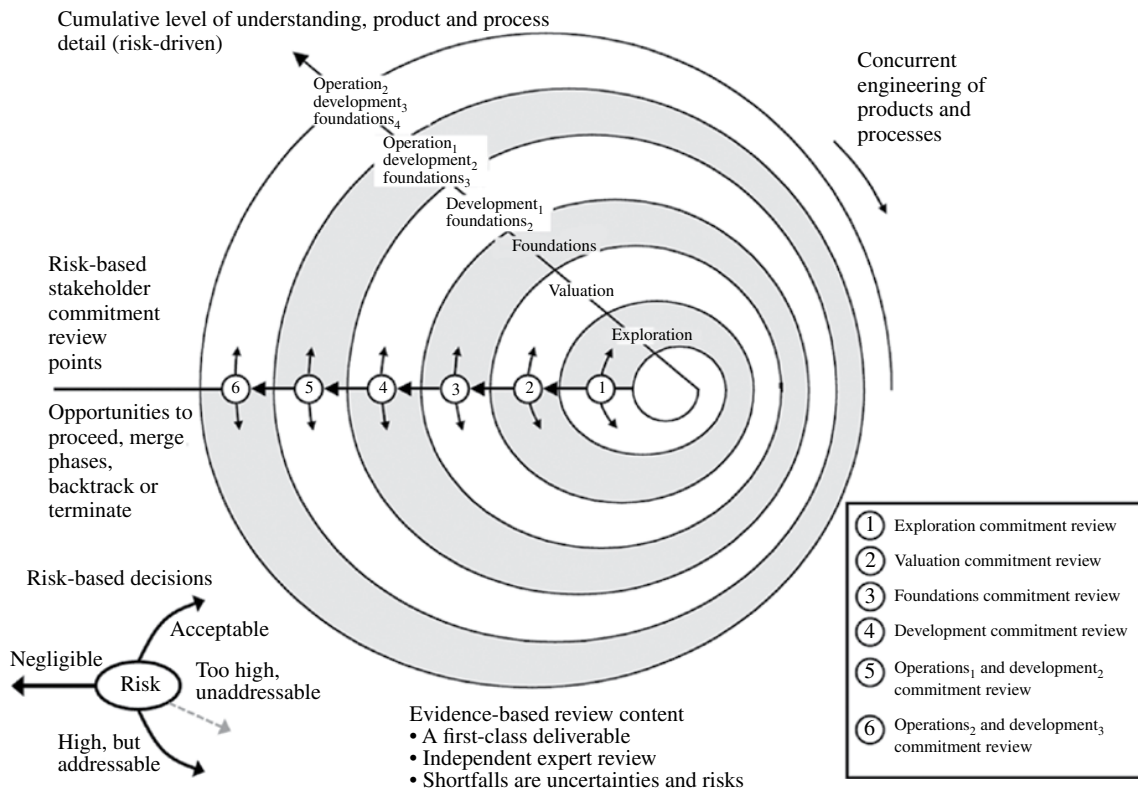 Cumulative level of understanding, product and process
detail (risk-driven)
Concurrent
engineering of
products and
processes
Operation₂
development₃
foundations₄
Operation₁
development₂
foundations₃
Development₁
foundations₂
Foundations
Valuation
Exploration
Risk-based
stakeholder
commitment
review
points
6
5
4
3
2
1
Opportunities to
proceed, merge
phases,
backtrack or
terminate
Risk-based decisions
Acceptable
Negligible
Risk
Too high,
unaddressable
High, but
addressable
Evidence-based review content
• A first-class deliverable
• Independent expert review
• Shortfalls are uncertainties and risks
1 Exploration commitment review
2 Valuation commitment review
3 Foundations commitment review
4 Development commitment review
5 Operations₁ and development₂
commitment review
6 Operations₂ and development₃
commitment review